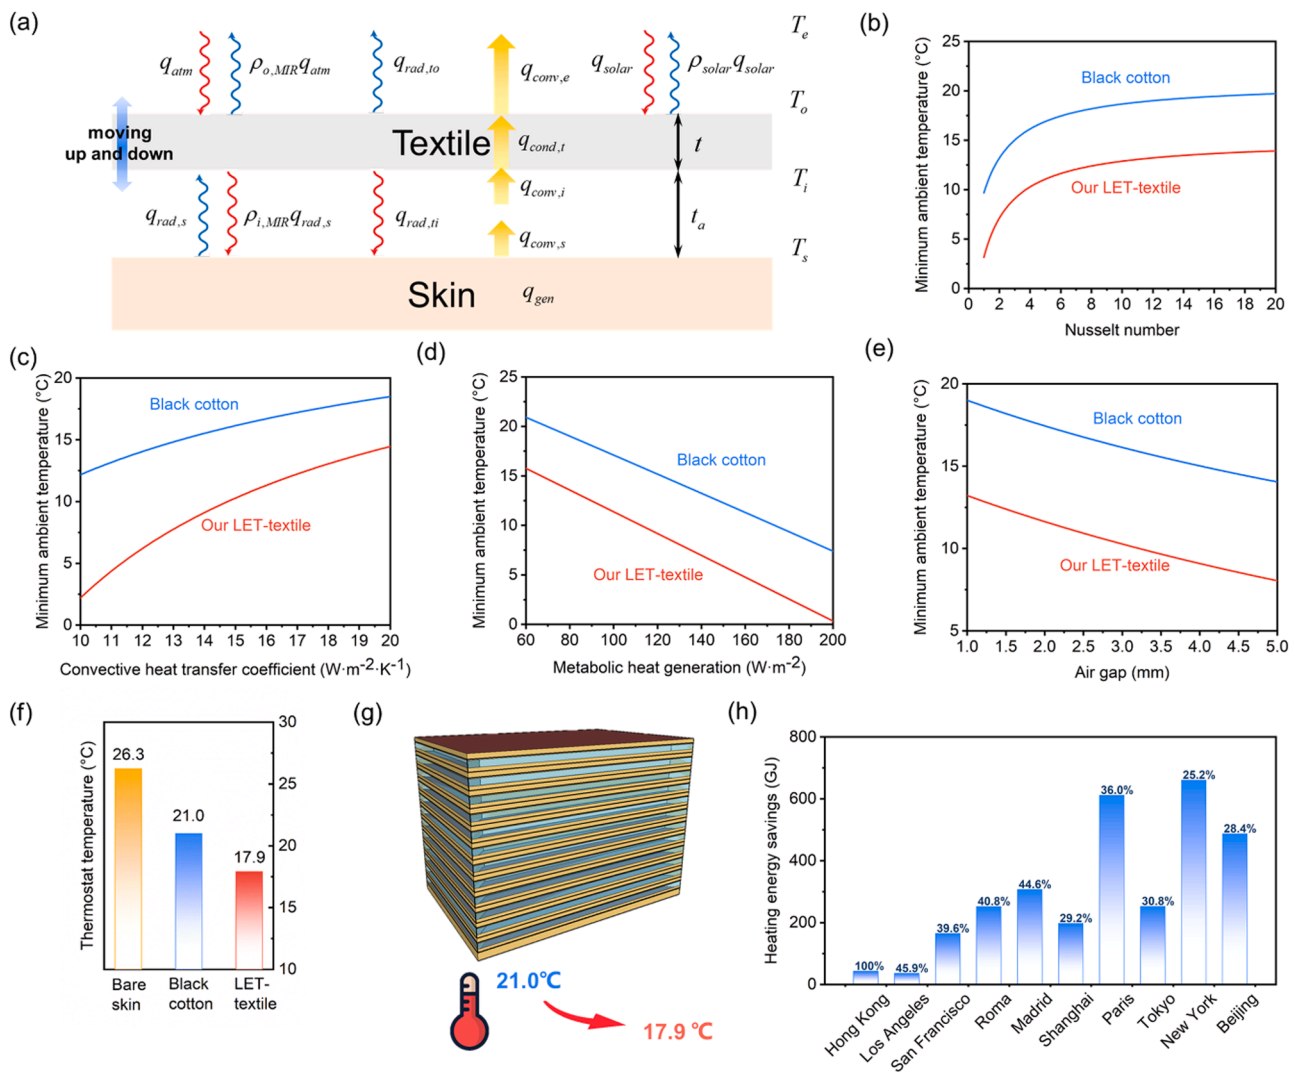 (a)
q_atm
ρ_o,MIR q_atm
q_rad,to
q_conv,e
q_solar
ρ_solar q_solar
T_e
T_o
moving
up and down
Textile
q_cond,t
t
q_conv,i
T_i
q_rad,s
ρ_i,MIR q_rad,s
q_rad,ti
q_conv,s
t_a
T_s
Skin
q_gen
(b)
Minimum ambient temperature (°C)
25
20
15
10
5
0
Black cotton
Our LET-textile
0 2 4 6 8 10 12 14 16 18 20
Nusselt number
(c)
Minimum ambient temperature (°C)
20
15
10
5
0
Black cotton
Our LET-textile
10 11 12 13 14 15 16 17 18 19 20
Convective heat transfer coefficient (W·m-2·K-1)
(d)
Minimum ambient temperature (°C)
25
20
15
10
5
0
Black cotton
Our LET-textile
60 80 100 120 140 160 180 200
Metabolic heat generation (W·m-2)
(e)
Minimum ambient temperature (°C)
20
15
10
5
Black cotton
Our LET-textile
1.0 1.5 2.0 2.5 3.0 3.5 4.0 4.5 5.0
Air gap (mm)
(f)
Thermostat temperature (°C)
26.3
21.0
17.9
30
25
20
15
10
Bare
skin
Black
cotton
LET-
textile
(g)
21.0℃
17.9 ℃
(h)
Heating energy savings (GJ)
800
600
400
200
0
100%
45.9%
39.6%
40.8%
44.6%
29.2%
36.0%
30.8%
25.2%
28.4%
Hong Kong
Los Angeles
San Francisco
Roma
Madrid
Shanghai
Paris
Tokyo
New York
Beijing